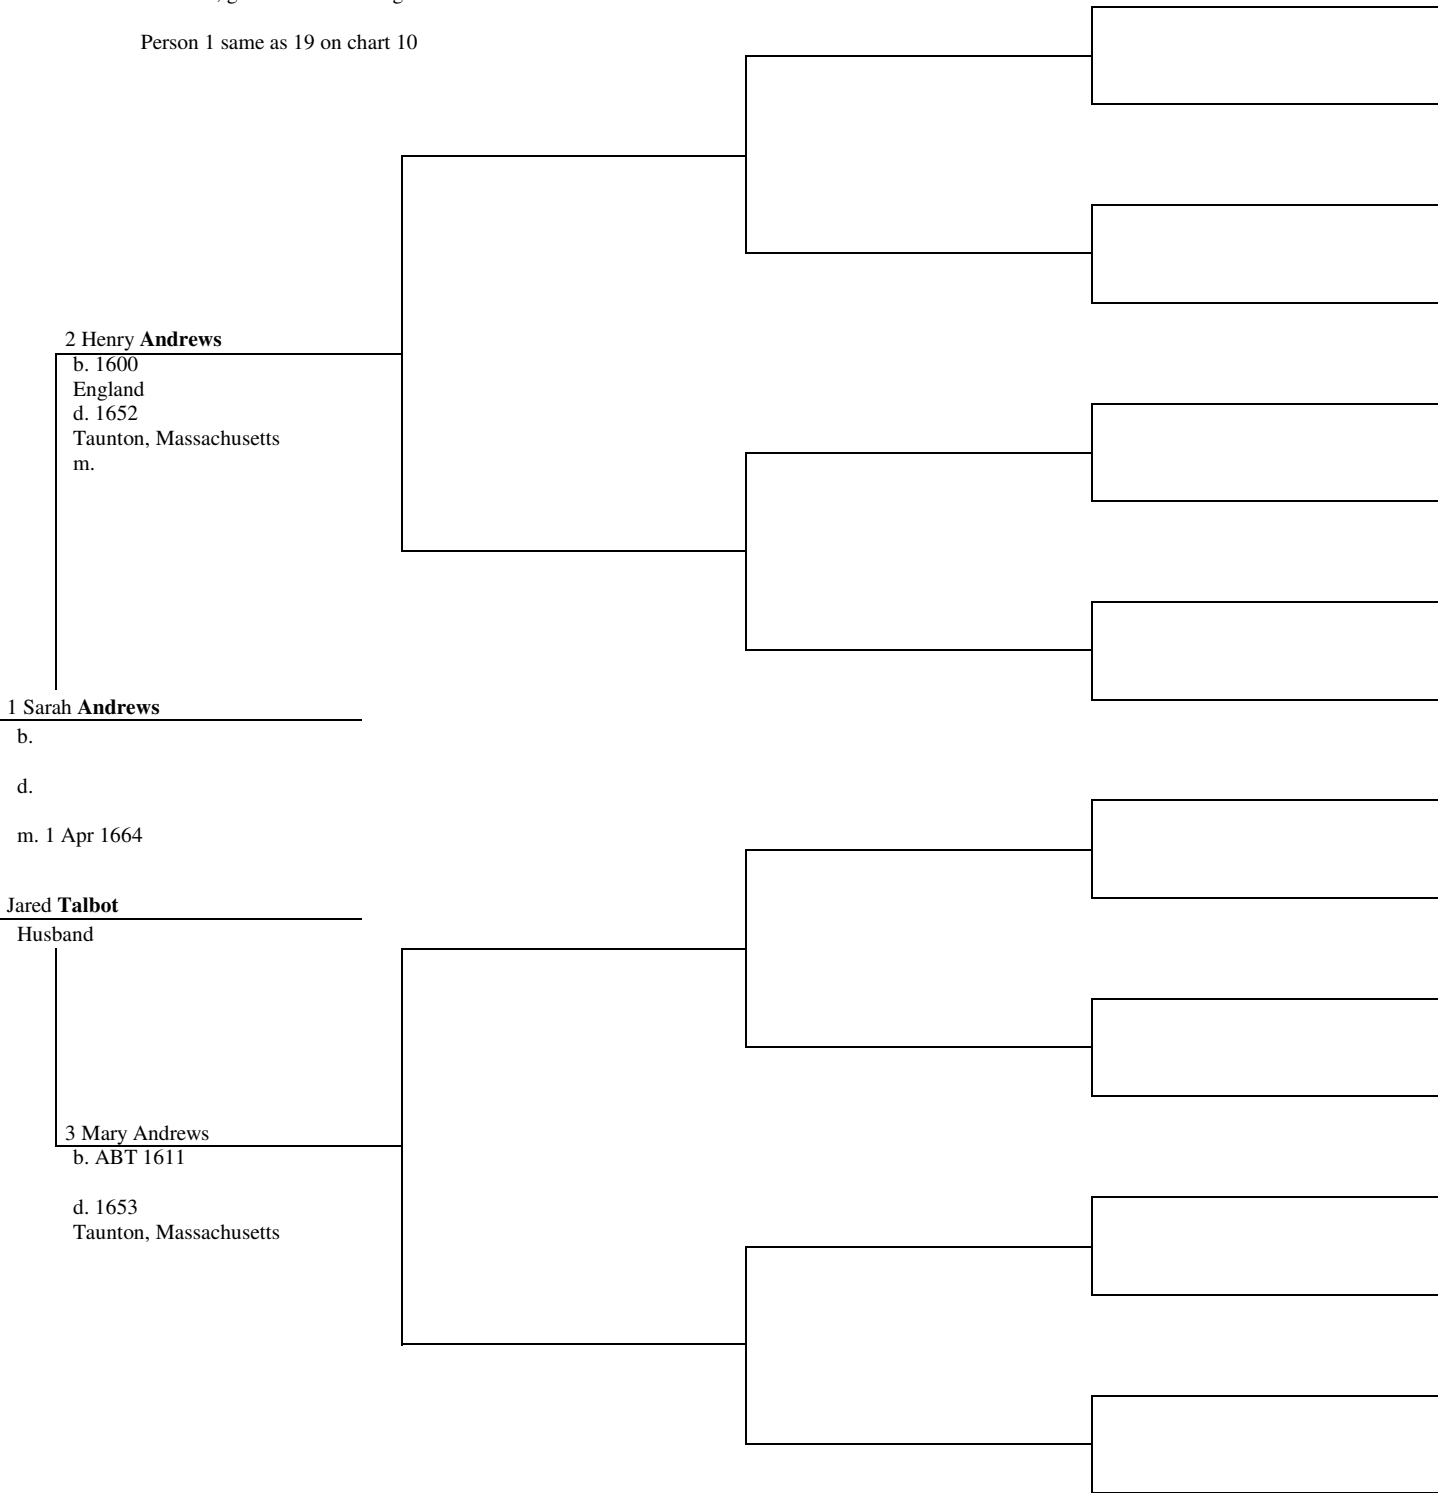 Person 1 same as 19 on chart 10
2 Henry Andrews
b. 1600
England
d. 1652
Taunton, Massachusetts
m.
1 Sarah Andrews
b.
d.
m. 1 Apr 1664
Jared Talbot
Husband
3 Mary Andrews
b. ABT 1611
d. 1653
Taunton, Massachusetts